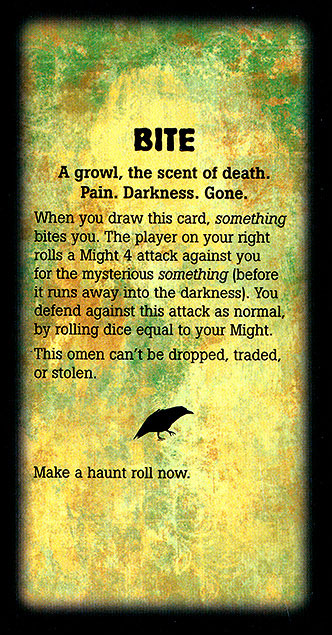 BITE
A growl, the scent of death.
Pain. Darkness. Gone.
When you draw this card, something
bites you. The player on your right
rolls a Might 4 attack against you
for the mysterious something (before
it runs away into the darkness). You
defend against this attack as normal,
by rolling dice equal to your Might.
This omen can't be dropped, traded,
or stolen.
Make a haunt roll now.